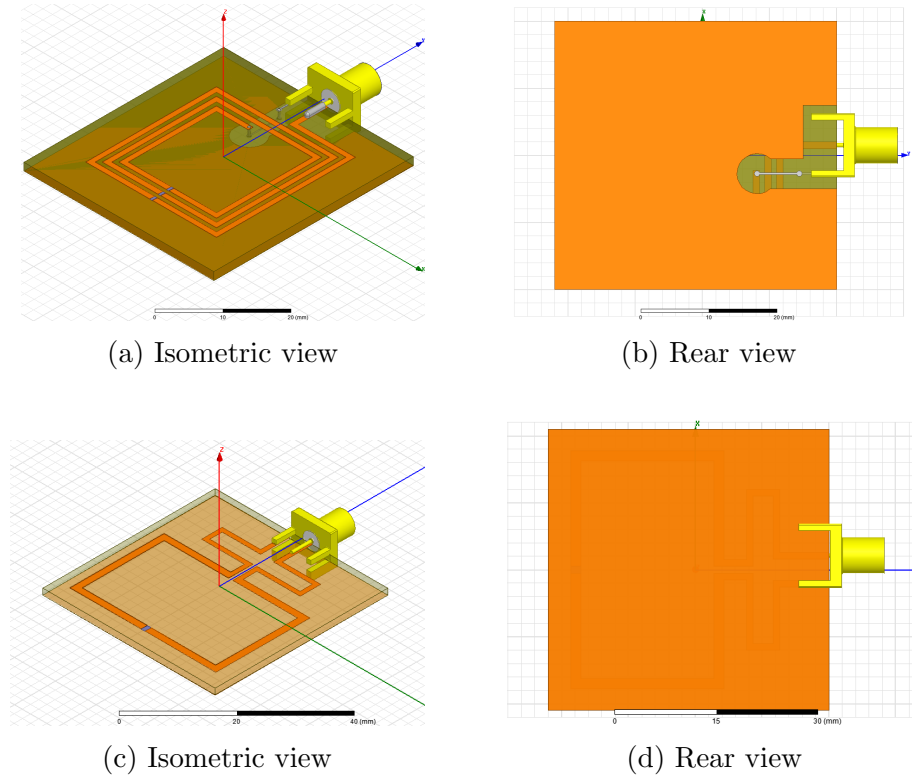 z
y
x
0 10 20 (mm)
(a) Isometric view
x
y
0 10 20 (mm)
(b) Rear view
z
0 20 40 (mm)
(c) Isometric view
x
0 15 30 (mm)
(d) Rear view